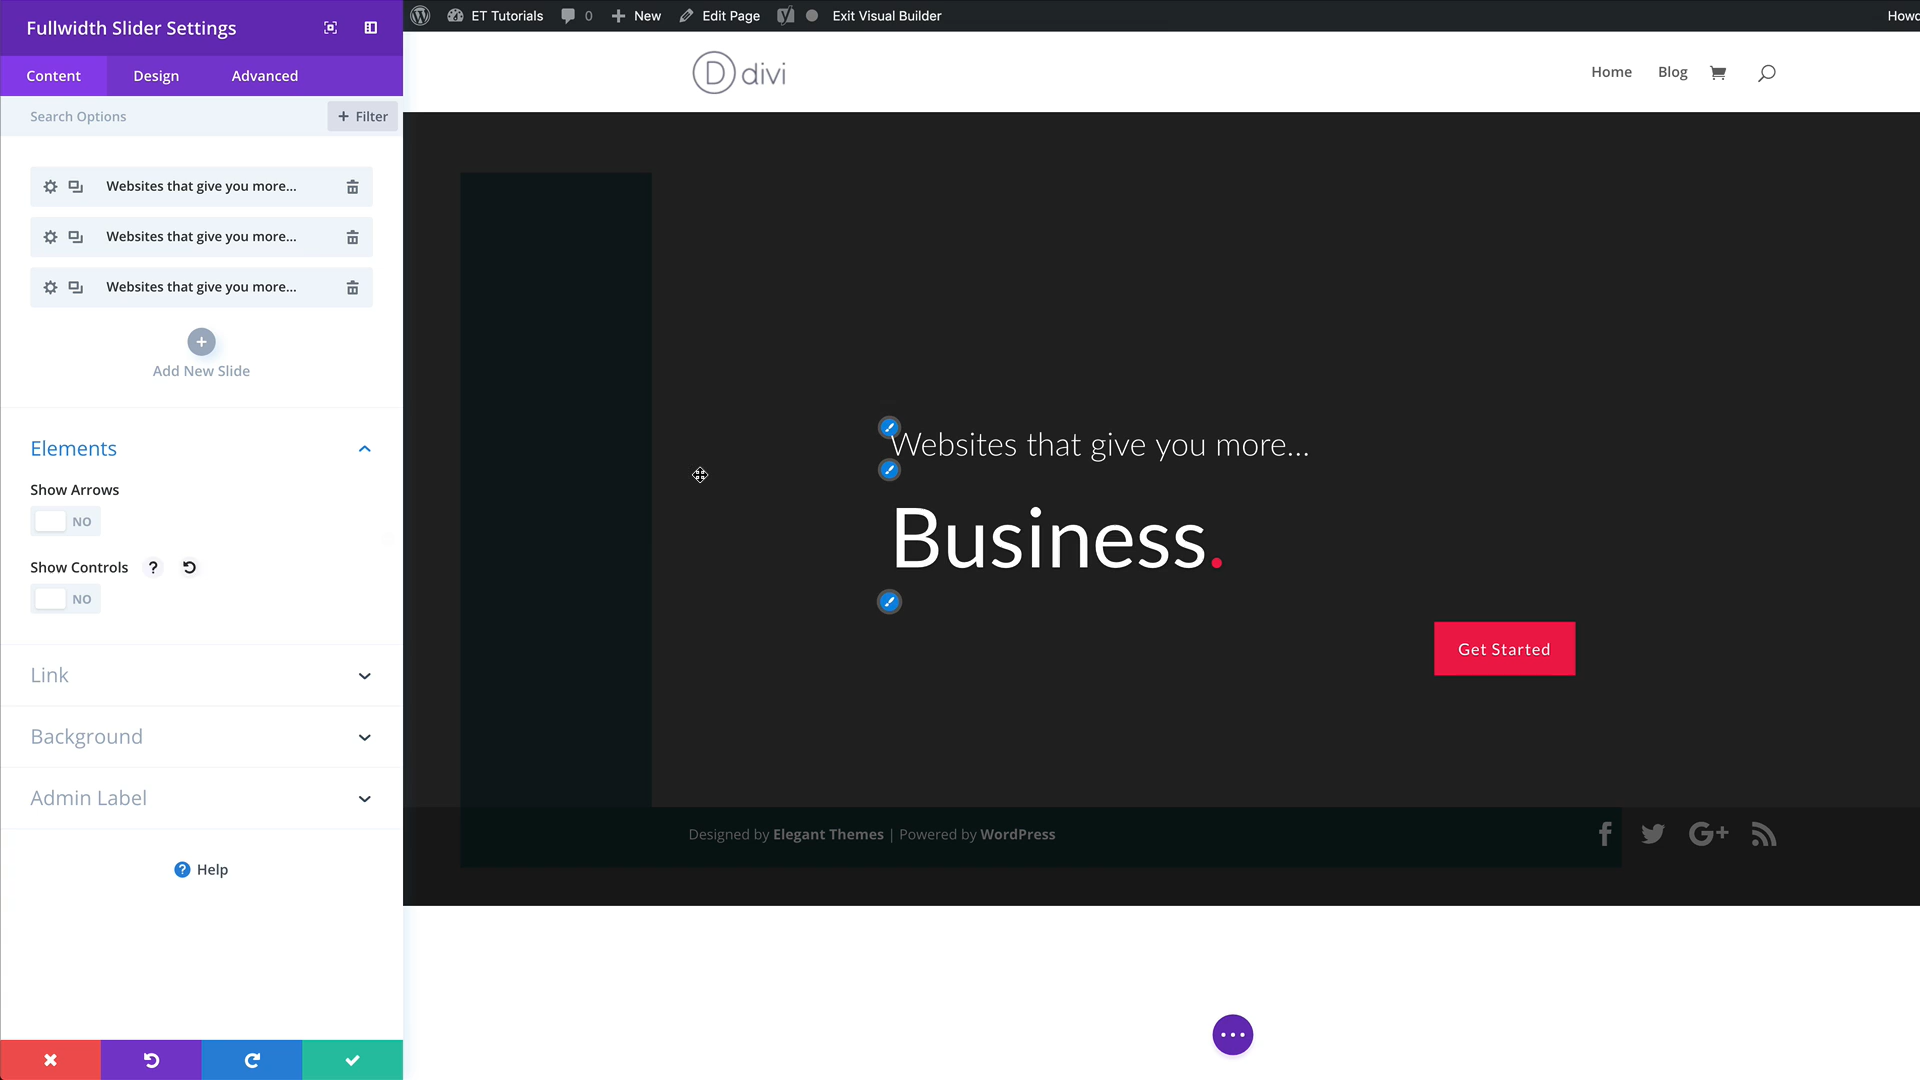 Fullwidth Slider Settings
Content
Design
Advanced
Search Options
+ Filter
Websites that give you more...
Websites that give you more...
Websites that give you more...
Add New Slide
Elements
Show Arrows
NO
Show Controls ?
NO
Link
Background
Admin Label
? Help
ET Tutorials
0
New
Edit Page
Exit Visual Builder
Howd
D divi
Home
Blog
Websites that give you more...
Business.
Get Started
Designed by Elegant Themes | Powered by WordPress
G+